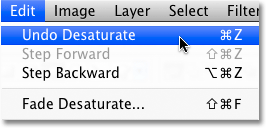 Edit Image Layer Select Filter
Undo Desaturate ⌘Z
Step Forward ⇧⌘Z
Step Backward ⌥⌘Z
Fade Desaturate... ⇧⌘F